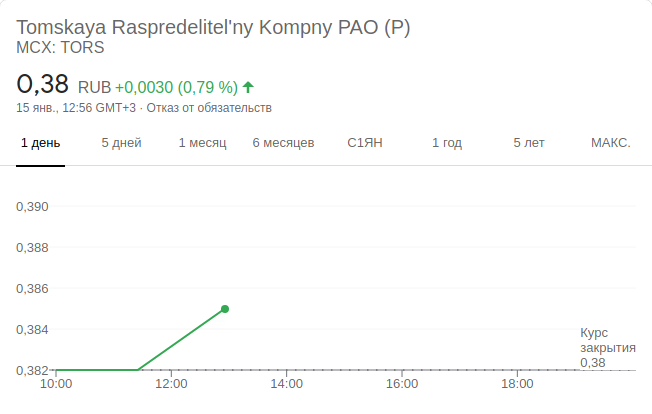 Tomskaya Raspredelitel'ny Kompny PAO (P)
MCX: TORS
0,38 RUB +0,0030 (0,79 %)
15 янв., 12:56 GMT+3 · Отказ от обязательств
1 день 5 дней 1 месяц 6 месяцев С1ЯН 1 год 5 лет МАКС.
0,390
0,388
0,386
0,384
0,382
Курс
закрытия
0,38
10:00 12:00 14:00 16:00 18:00